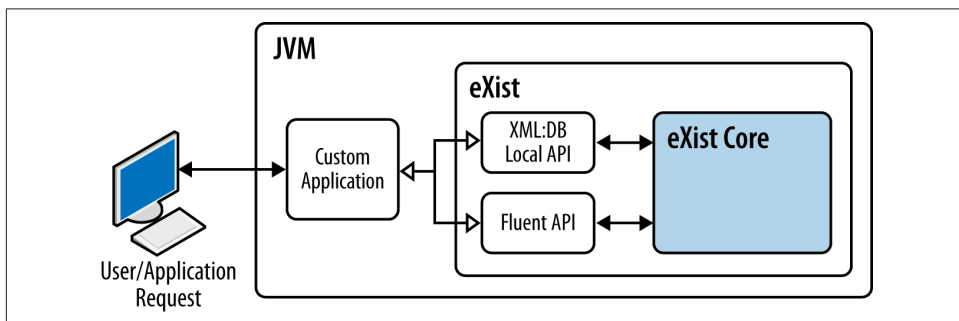 JVM
eXist
XML:DB
Local API
eXist Core
Custom
Application
Fluent API
User/Application
Request